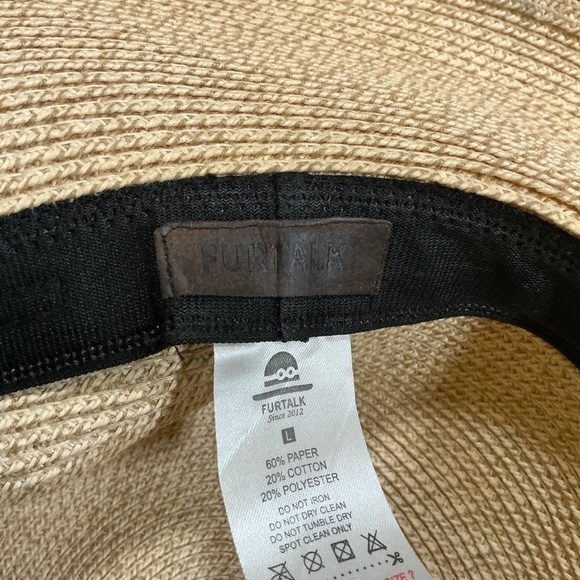 FURTALK
FURTALK
Since 2012
L
60% PAPER
20% COTTON
20% POLYESTER
DO NOT IRON
DO NOT DRY CLEAN
DO NOT TUMBLE DRY
SPOT CLEAN ONLY
SIZE ?